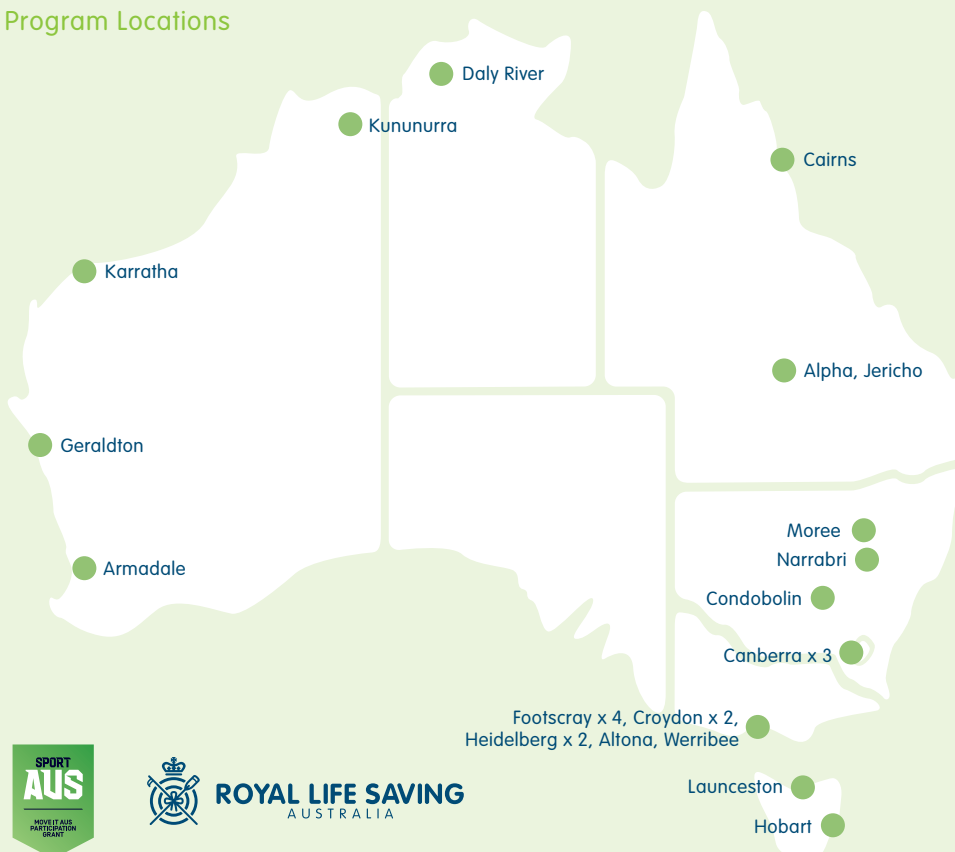 Program Locations
Daly River
Kununurra
Cairns
Karratha
Alpha, Jericho
Geraldton
Moree
Narrabri
Armadale
Condobolin
Canberra x 3
Footscray x 4, Croydon x 2,
Heidelberg x 2, Altona, Werribee
SPORT
AUS
MOVE IT AUS
PARTICIPATION
GRANT
ROYAL LIFE SAVING
AUSTRALIA
Launceston
Hobart